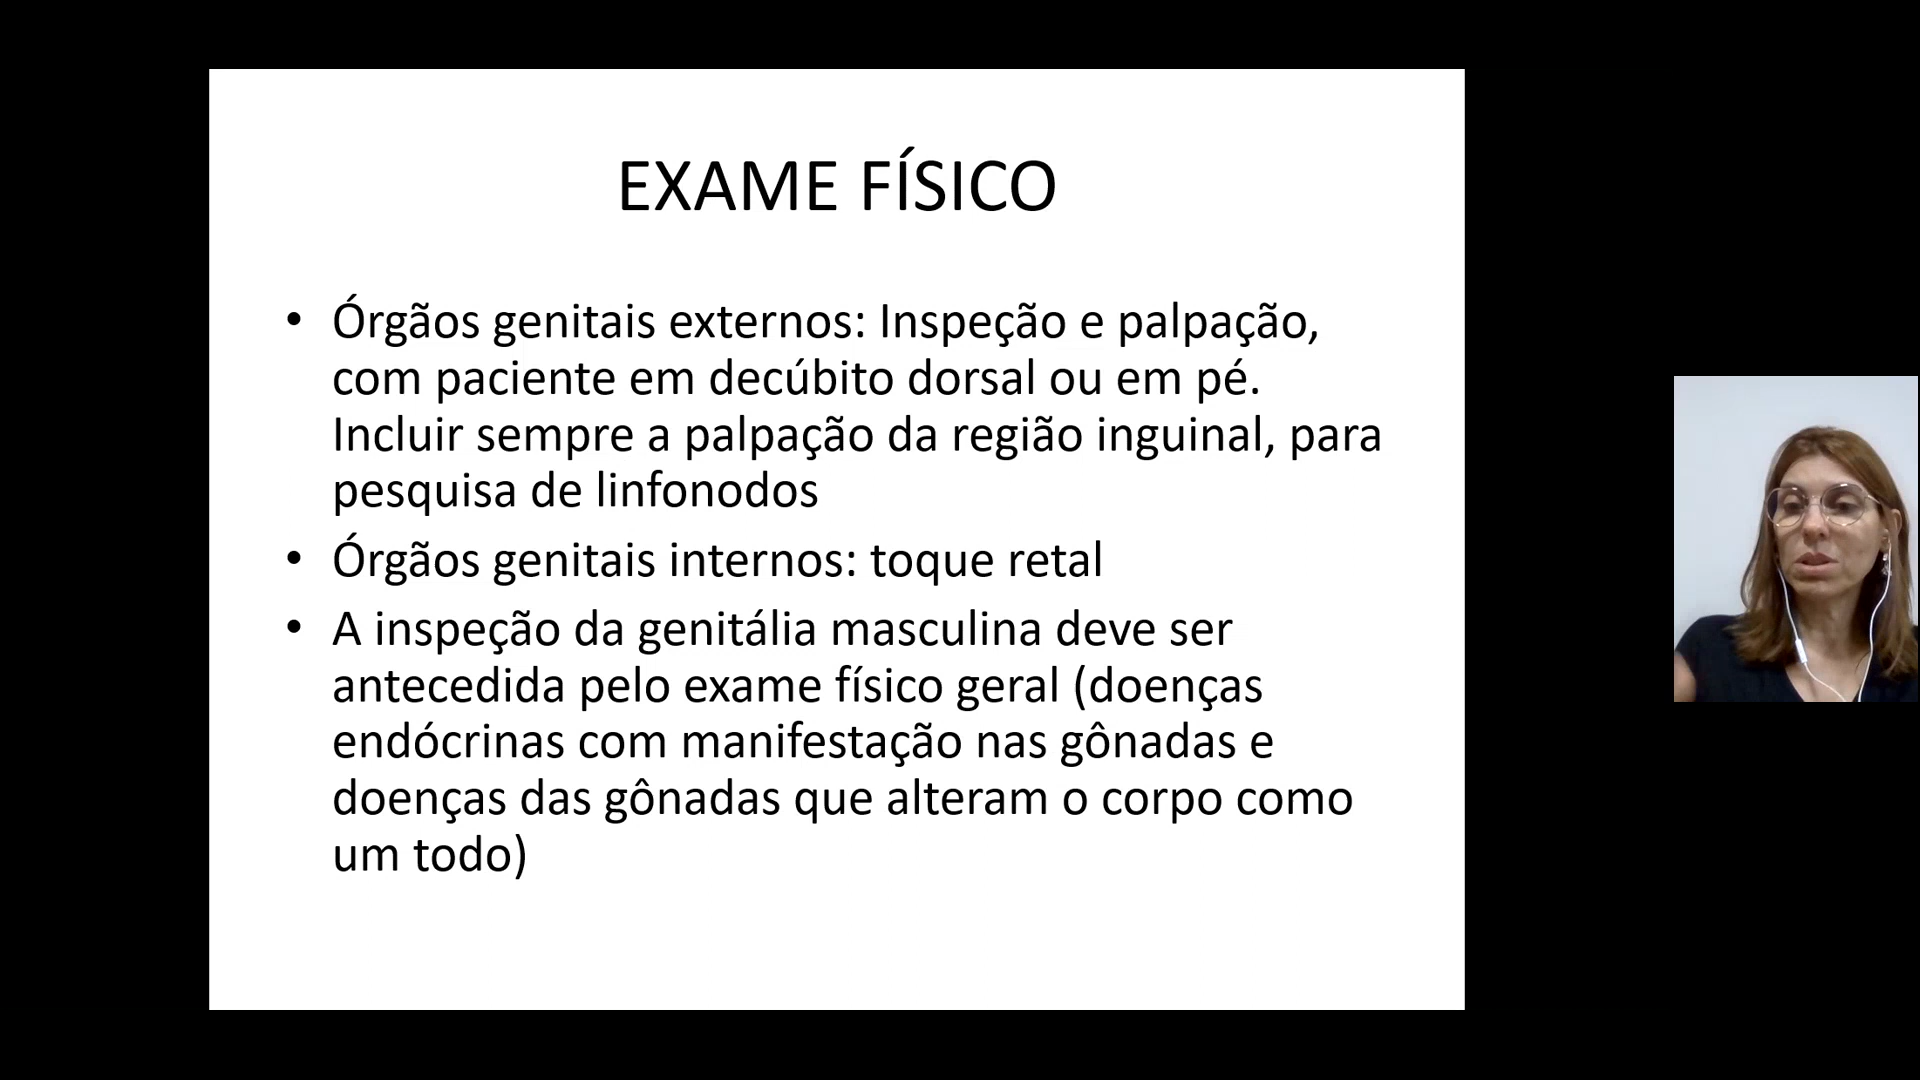 EXAME FÍSICO
• Órgãos genitais externos: Inspeção e palpação,
com paciente em decúbito dorsal ou em pé.
Incluir sempre a palpação da região inguinal, para
pesquisa de linfonodos
• Órgãos genitais internos: toque retal
• A inspeção da genitália masculina deve ser
antecedida pelo exame físico geral (doenças
endócrinas com manifestação nas gônadas e
doenças das gônadas que alteram o corpo como
um todo)